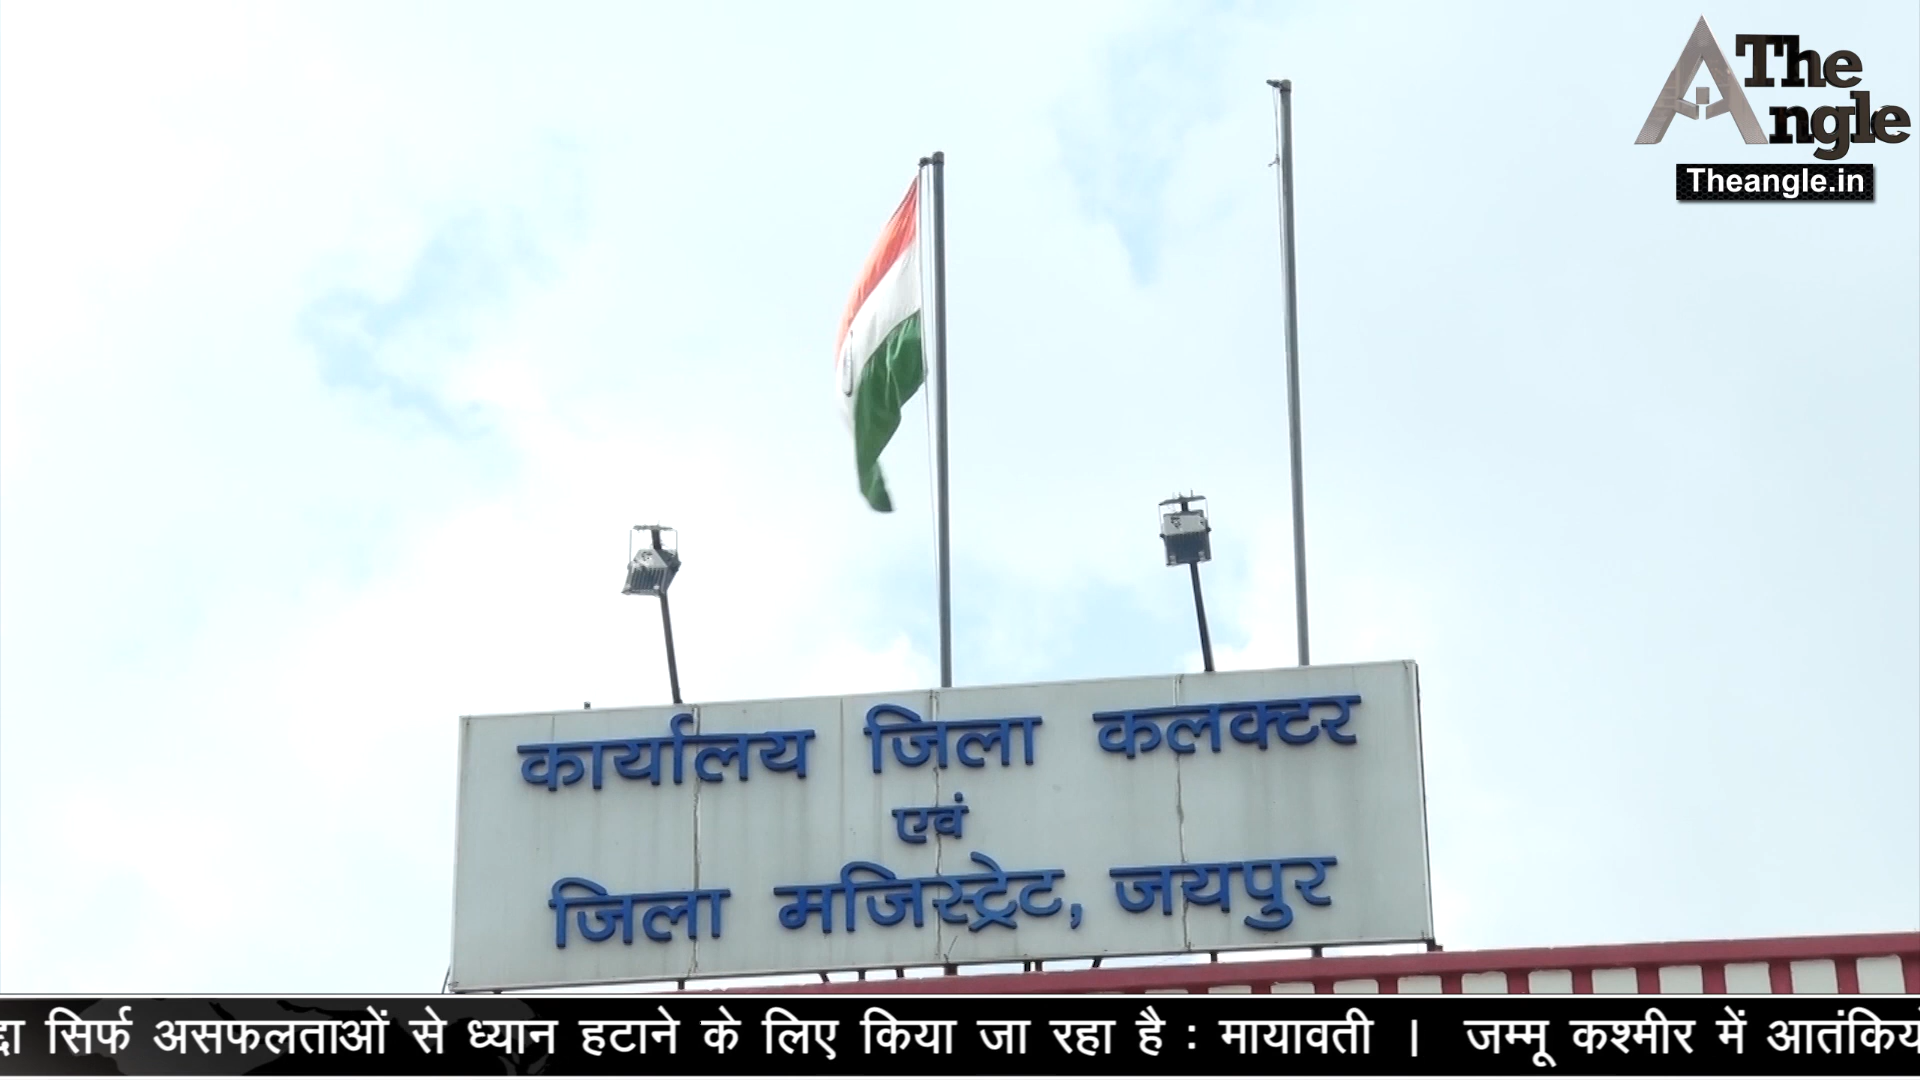 The
Angle
Theangle.in
कार्यालय जिला कलक्टर
एवं
जिला मजिस्ट्रेट, जयपुर
सिर्फ असफलताओं से ध्यान हटाने के लिए किया जा रहा है : मायावती । जम्मू कश्मीर में